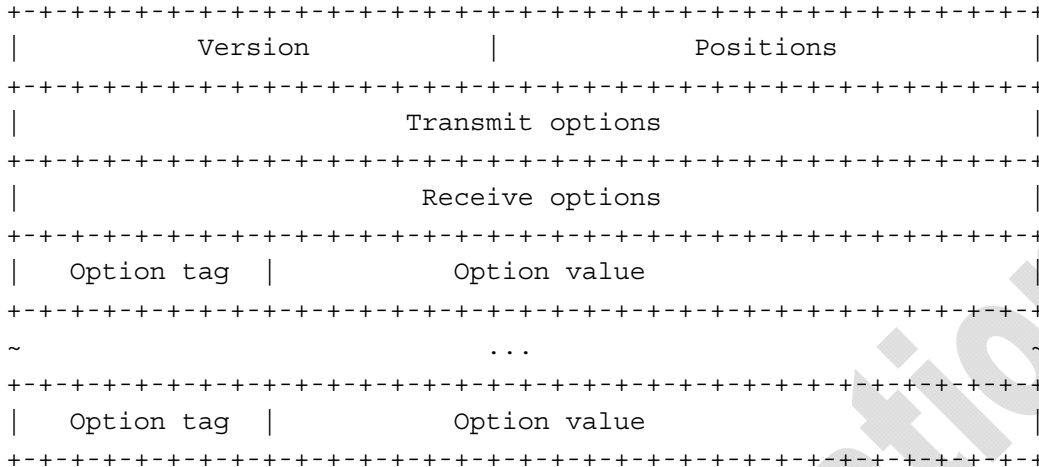 +-+-+-+-+-+-+-+-+-+-+-+-+-+-+-+-+-+-+-+-+-+-+-+-+-+-+-+-+-+-+-+-+-+
| Version | Positions |
+-+-+-+-+-+-+-+-+-+-+-+-+-+-+-+-+-+-+-+-+-+-+-+-+-+-+-+-+-+-+-+-+-+
| Transmit options |
+-+-+-+-+-+-+-+-+-+-+-+-+-+-+-+-+-+-+-+-+-+-+-+-+-+-+-+-+-+-+-+-+-+
| Receive options |
+-+-+-+-+-+-+-+-+-+-+-+-+-+-+-+-+-+-+-+-+-+-+-+-+-+-+-+-+-+-+-+-+-+
| Option tag | Option value |
+-+-+-+-+-+-+-+-+-+-+-+-+-+-+-+-+-+-+-+-+-+-+-+-+-+-+-+-+-+-+-+-+-+
~ ... ~
+-+-+-+-+-+-+-+-+-+-+-+-+-+-+-+-+-+-+-+-+-+-+-+-+-+-+-+-+-+-+-+-+-+
| Option tag | Option value |
+-+-+-+-+-+-+-+-+-+-+-+-+-+-+-+-+-+-+-+-+-+-+-+-+-+-+-+-+-+-+-+-+-+